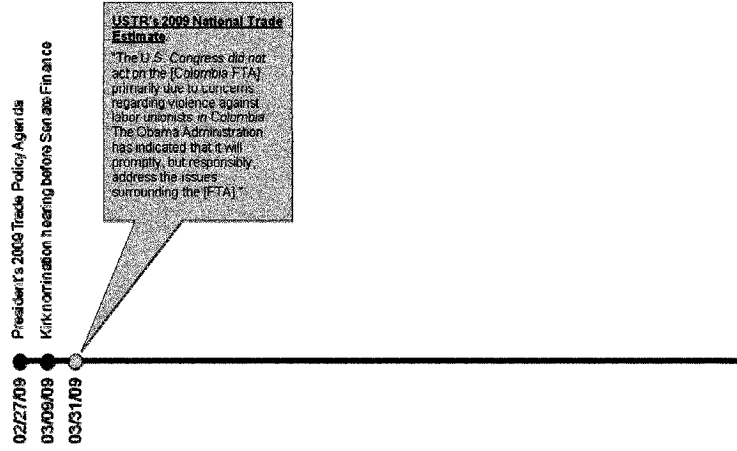 USTR's 2009 National Trade
Estimate
"The U.S. Congress did not
act on the [Colombia FTA]
primarily due to concerns
regarding violence against
labor unionists in Colombia
The Obama Administration
has indicated that it will
promptly, but responsibly,
address the issues
surrounding the [FTA]."
President's 2009 Trade Policy Agenda
Kirk nomination hearing before Senate Finance
02/27/09
03/09/09
03/31/09